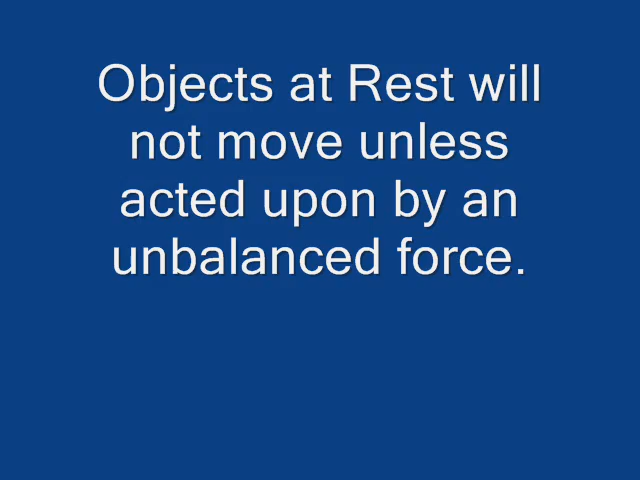 Objects at Rest will
not move unless
acted upon by an
unbalanced force.